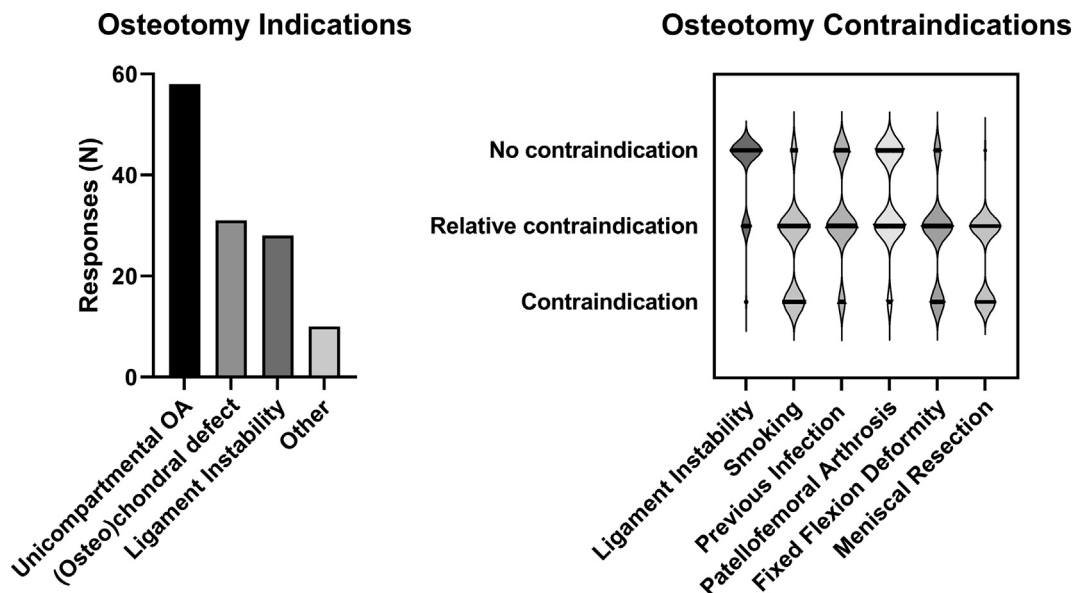 Osteotomy Indications
Responses (N)
60
40
20
0
Unicompartmental OA
(Osteo)chondral defect
Ligament Instability
Other
Osteotomy Contraindications
No contraindication
Relative contraindication
Contraindication
Ligament Instability
Smoking
Previous Infection
Patellofemoral Arthrosis
Fixed Flexion Deformity
Meniscal Resection